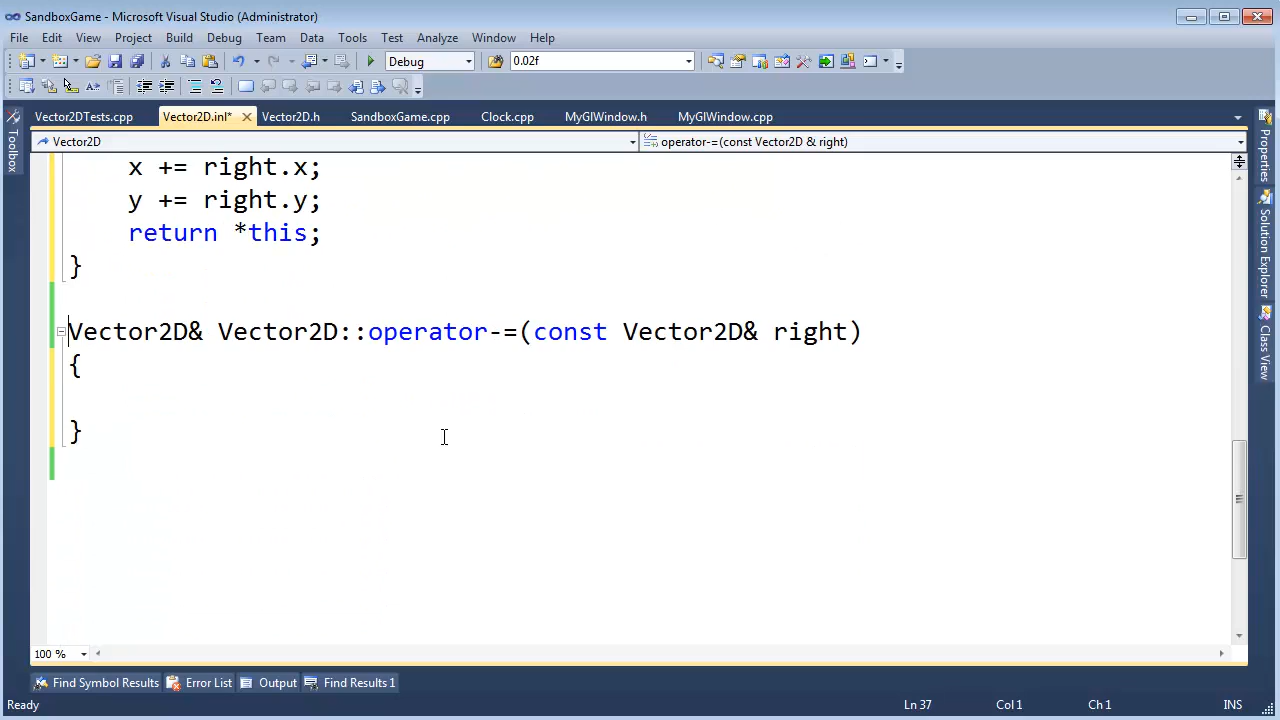 SandboxGame - Microsoft Visual Studio (Administrator)
File Edit View Project Build Debug Team Data Tools Test Analyze Window Help
Debug 0.02f
Vector2DTests.cpp Vector2D.inl* Vector2D.h SandboxGame.cpp Clock.cpp MyGlWindow.h MyGlWindow.cpp
Vector2D operator-=(const Vector2D & right)
Toolbox
Properties
Solution Explorer
Class View
x += right.x;
y += right.y;
return *this;
}
Vector2D& Vector2D::operator-=(const Vector2D& right)
{
}
100 %
Find Symbol Results Error List Output Find Results 1
Ready Ln 37 Col 1 Ch 1 INS